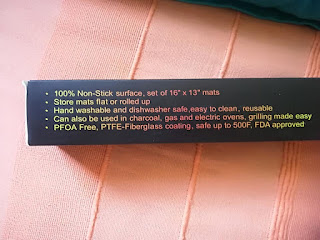 • 100% Non-Stick surface, set of 16" x 13" mats
• Store mats flat or rolled up
• Hand washable and dishwasher safe,easy to clean, reusable
• Can also be used in charcoal, gas and electric ovens, grilling made easy
• PFOA Free, PTFE-Fiberglass coating, safe up to 500F, FDA approved